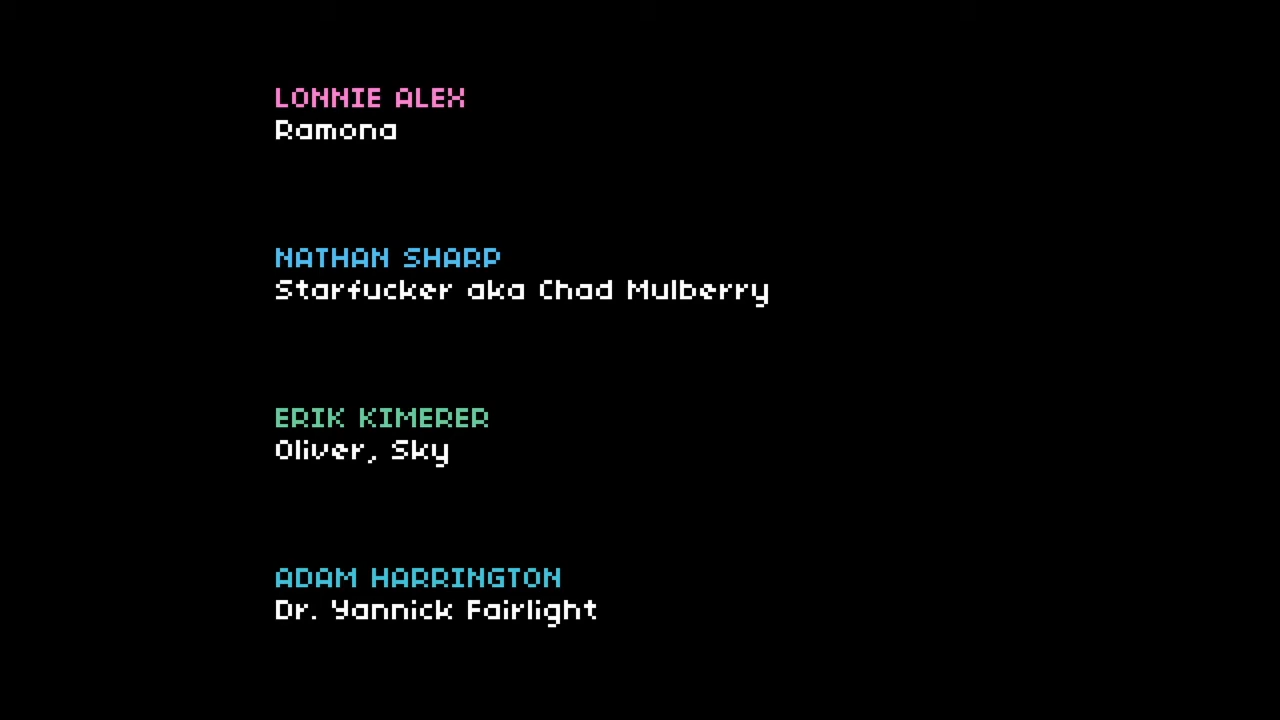 LONNIE ALEX
Ramona
NATHAN SHARP
Starfucker aka Chad Mulberry
ERIK KIMERER
Oliver, Sky
ADAM HARRINGTON
Dr. Yannick Fairlight